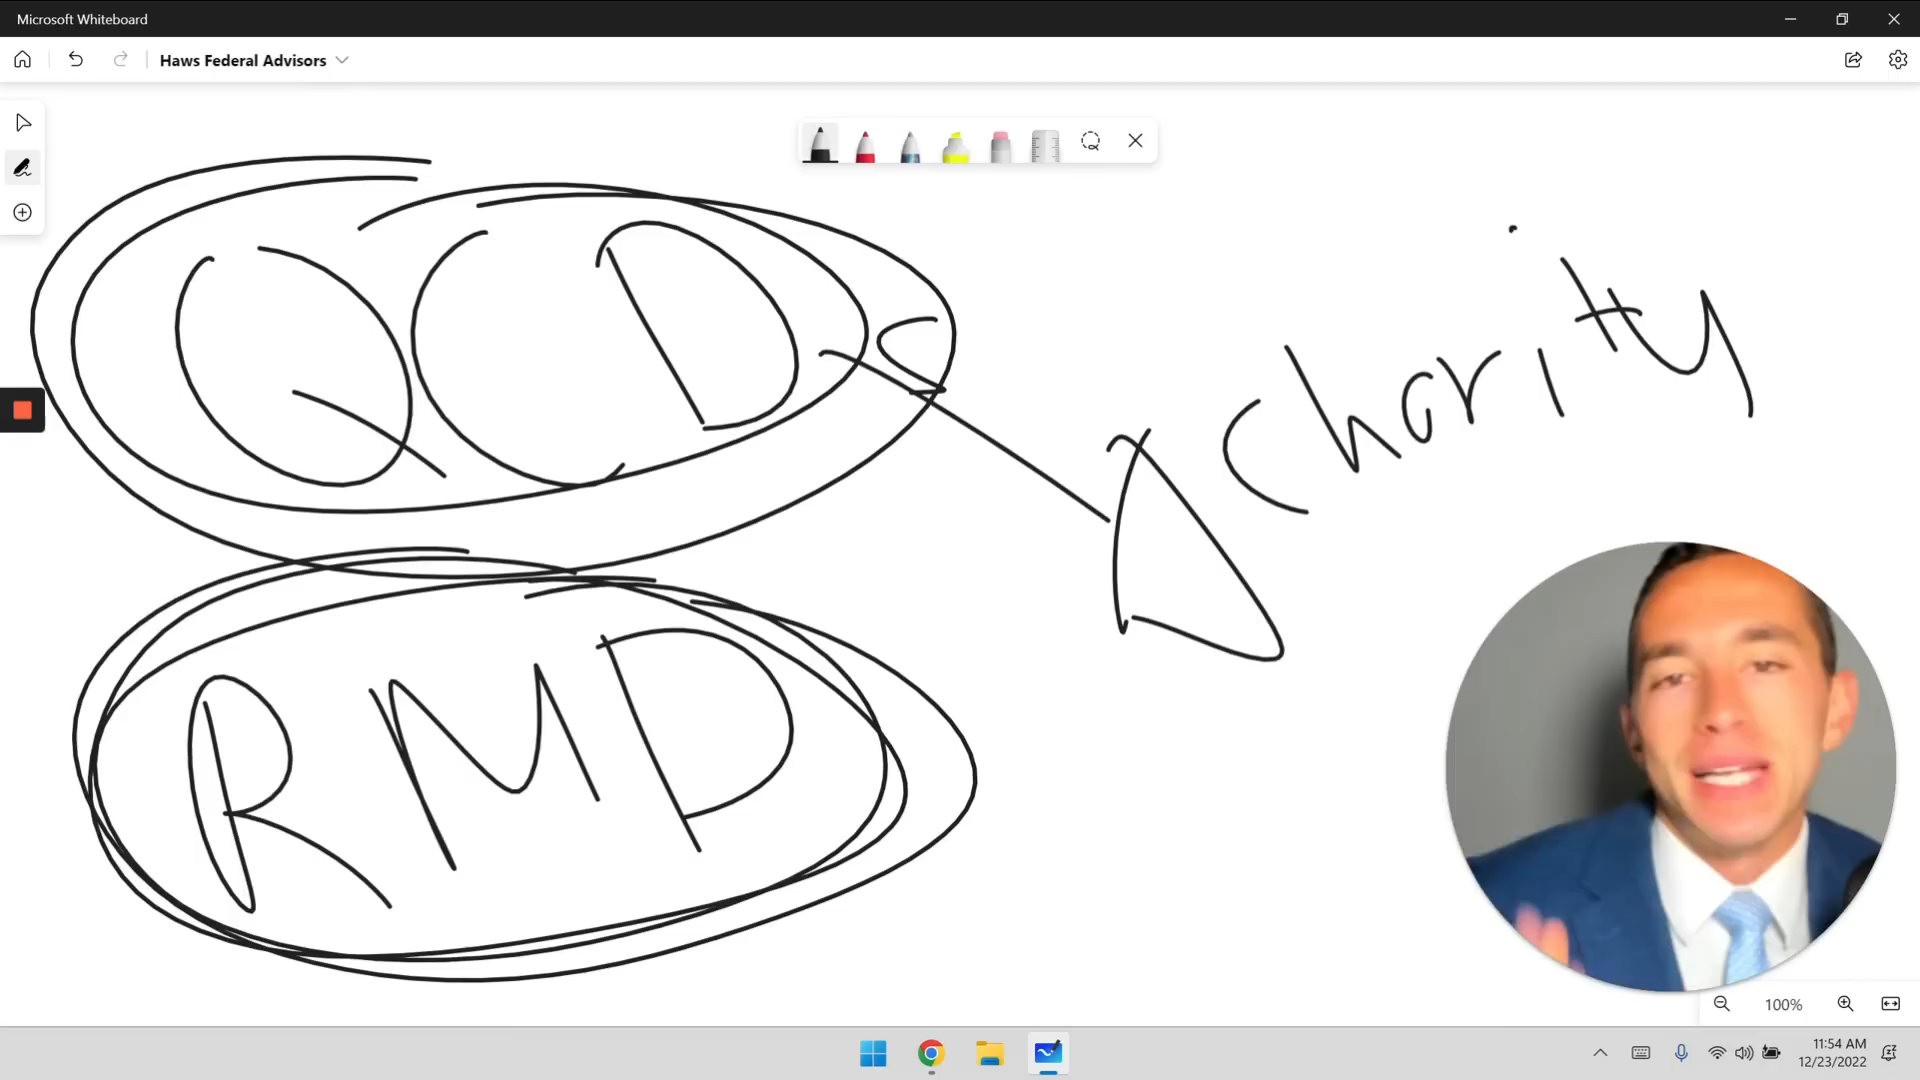 Microsoft Whiteboard
Haws Federal Advisors
QCD
charity
RMD
100%
11:54 AM
12/23/2022